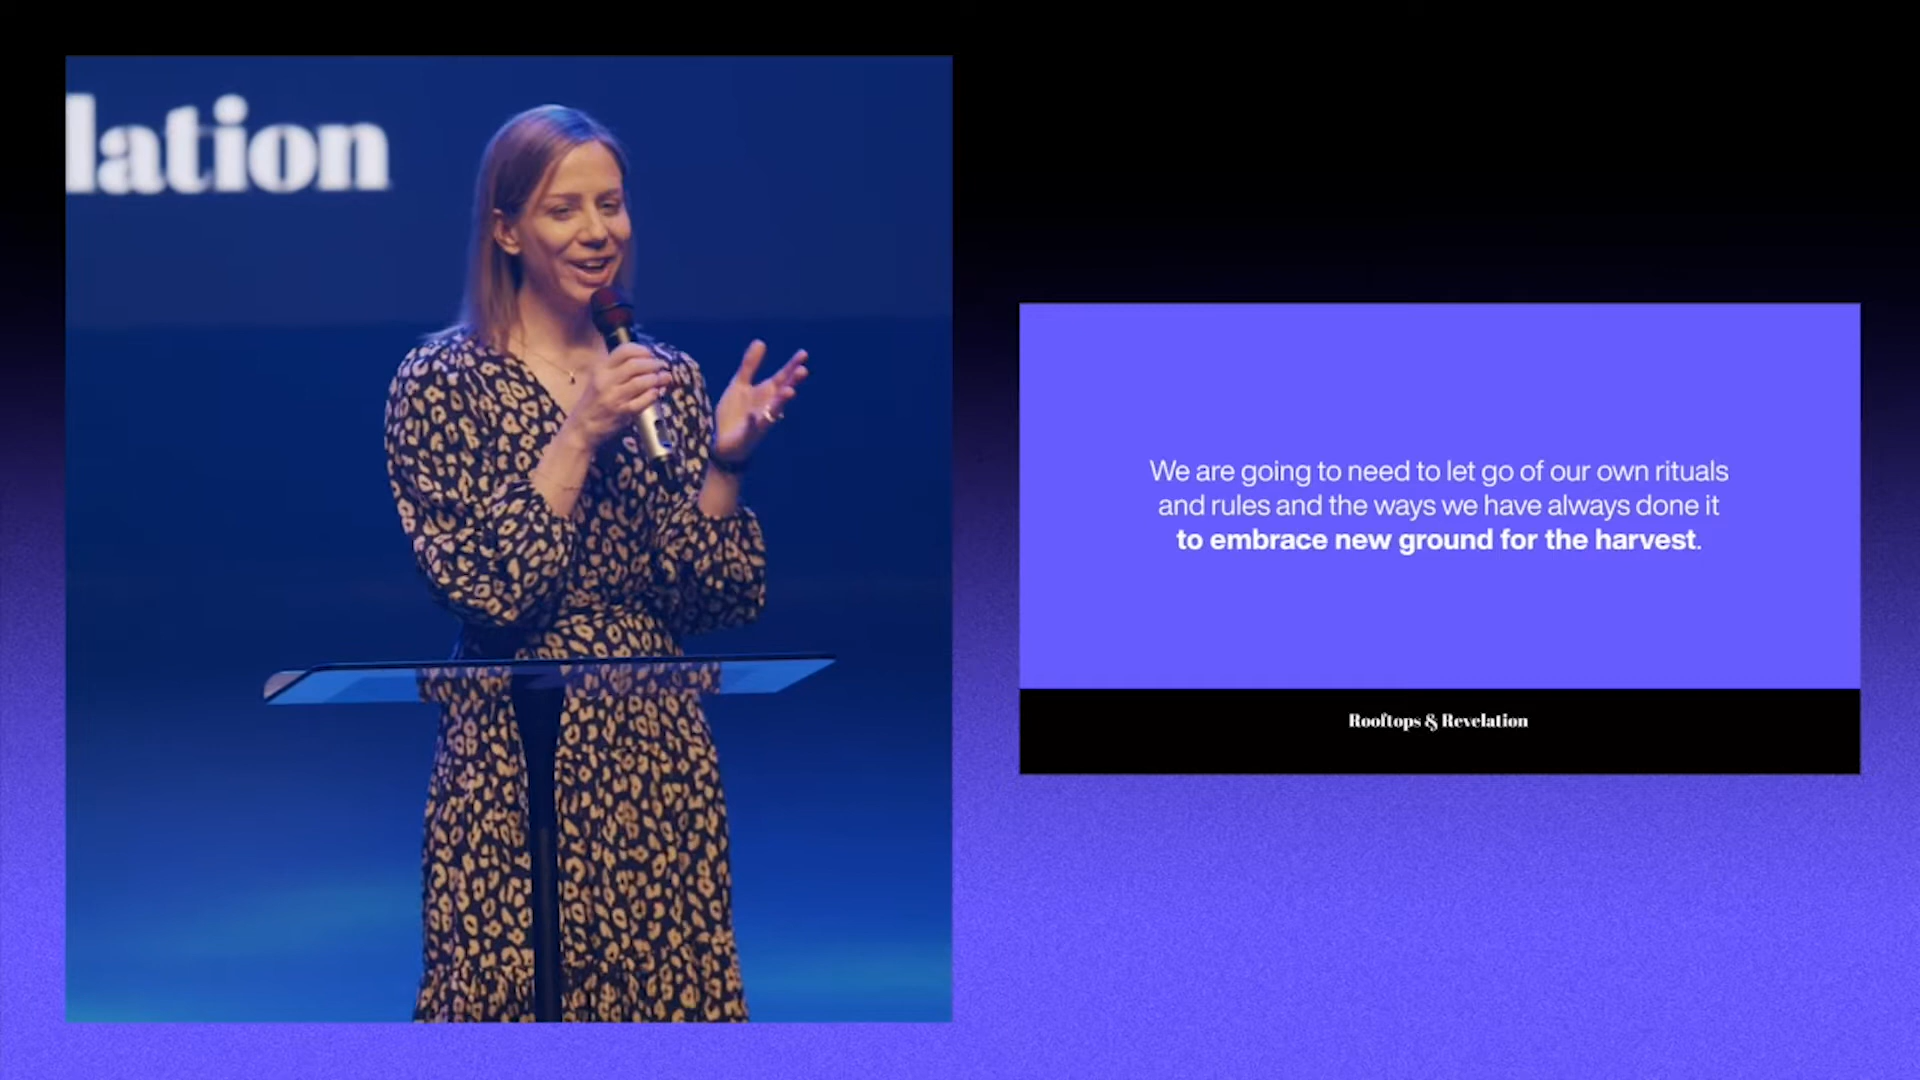 lation
We are going to need to let go of our own rituals
and rules and the ways we have always done it
to embrace new ground for the harvest.
Rooftops & Revelation